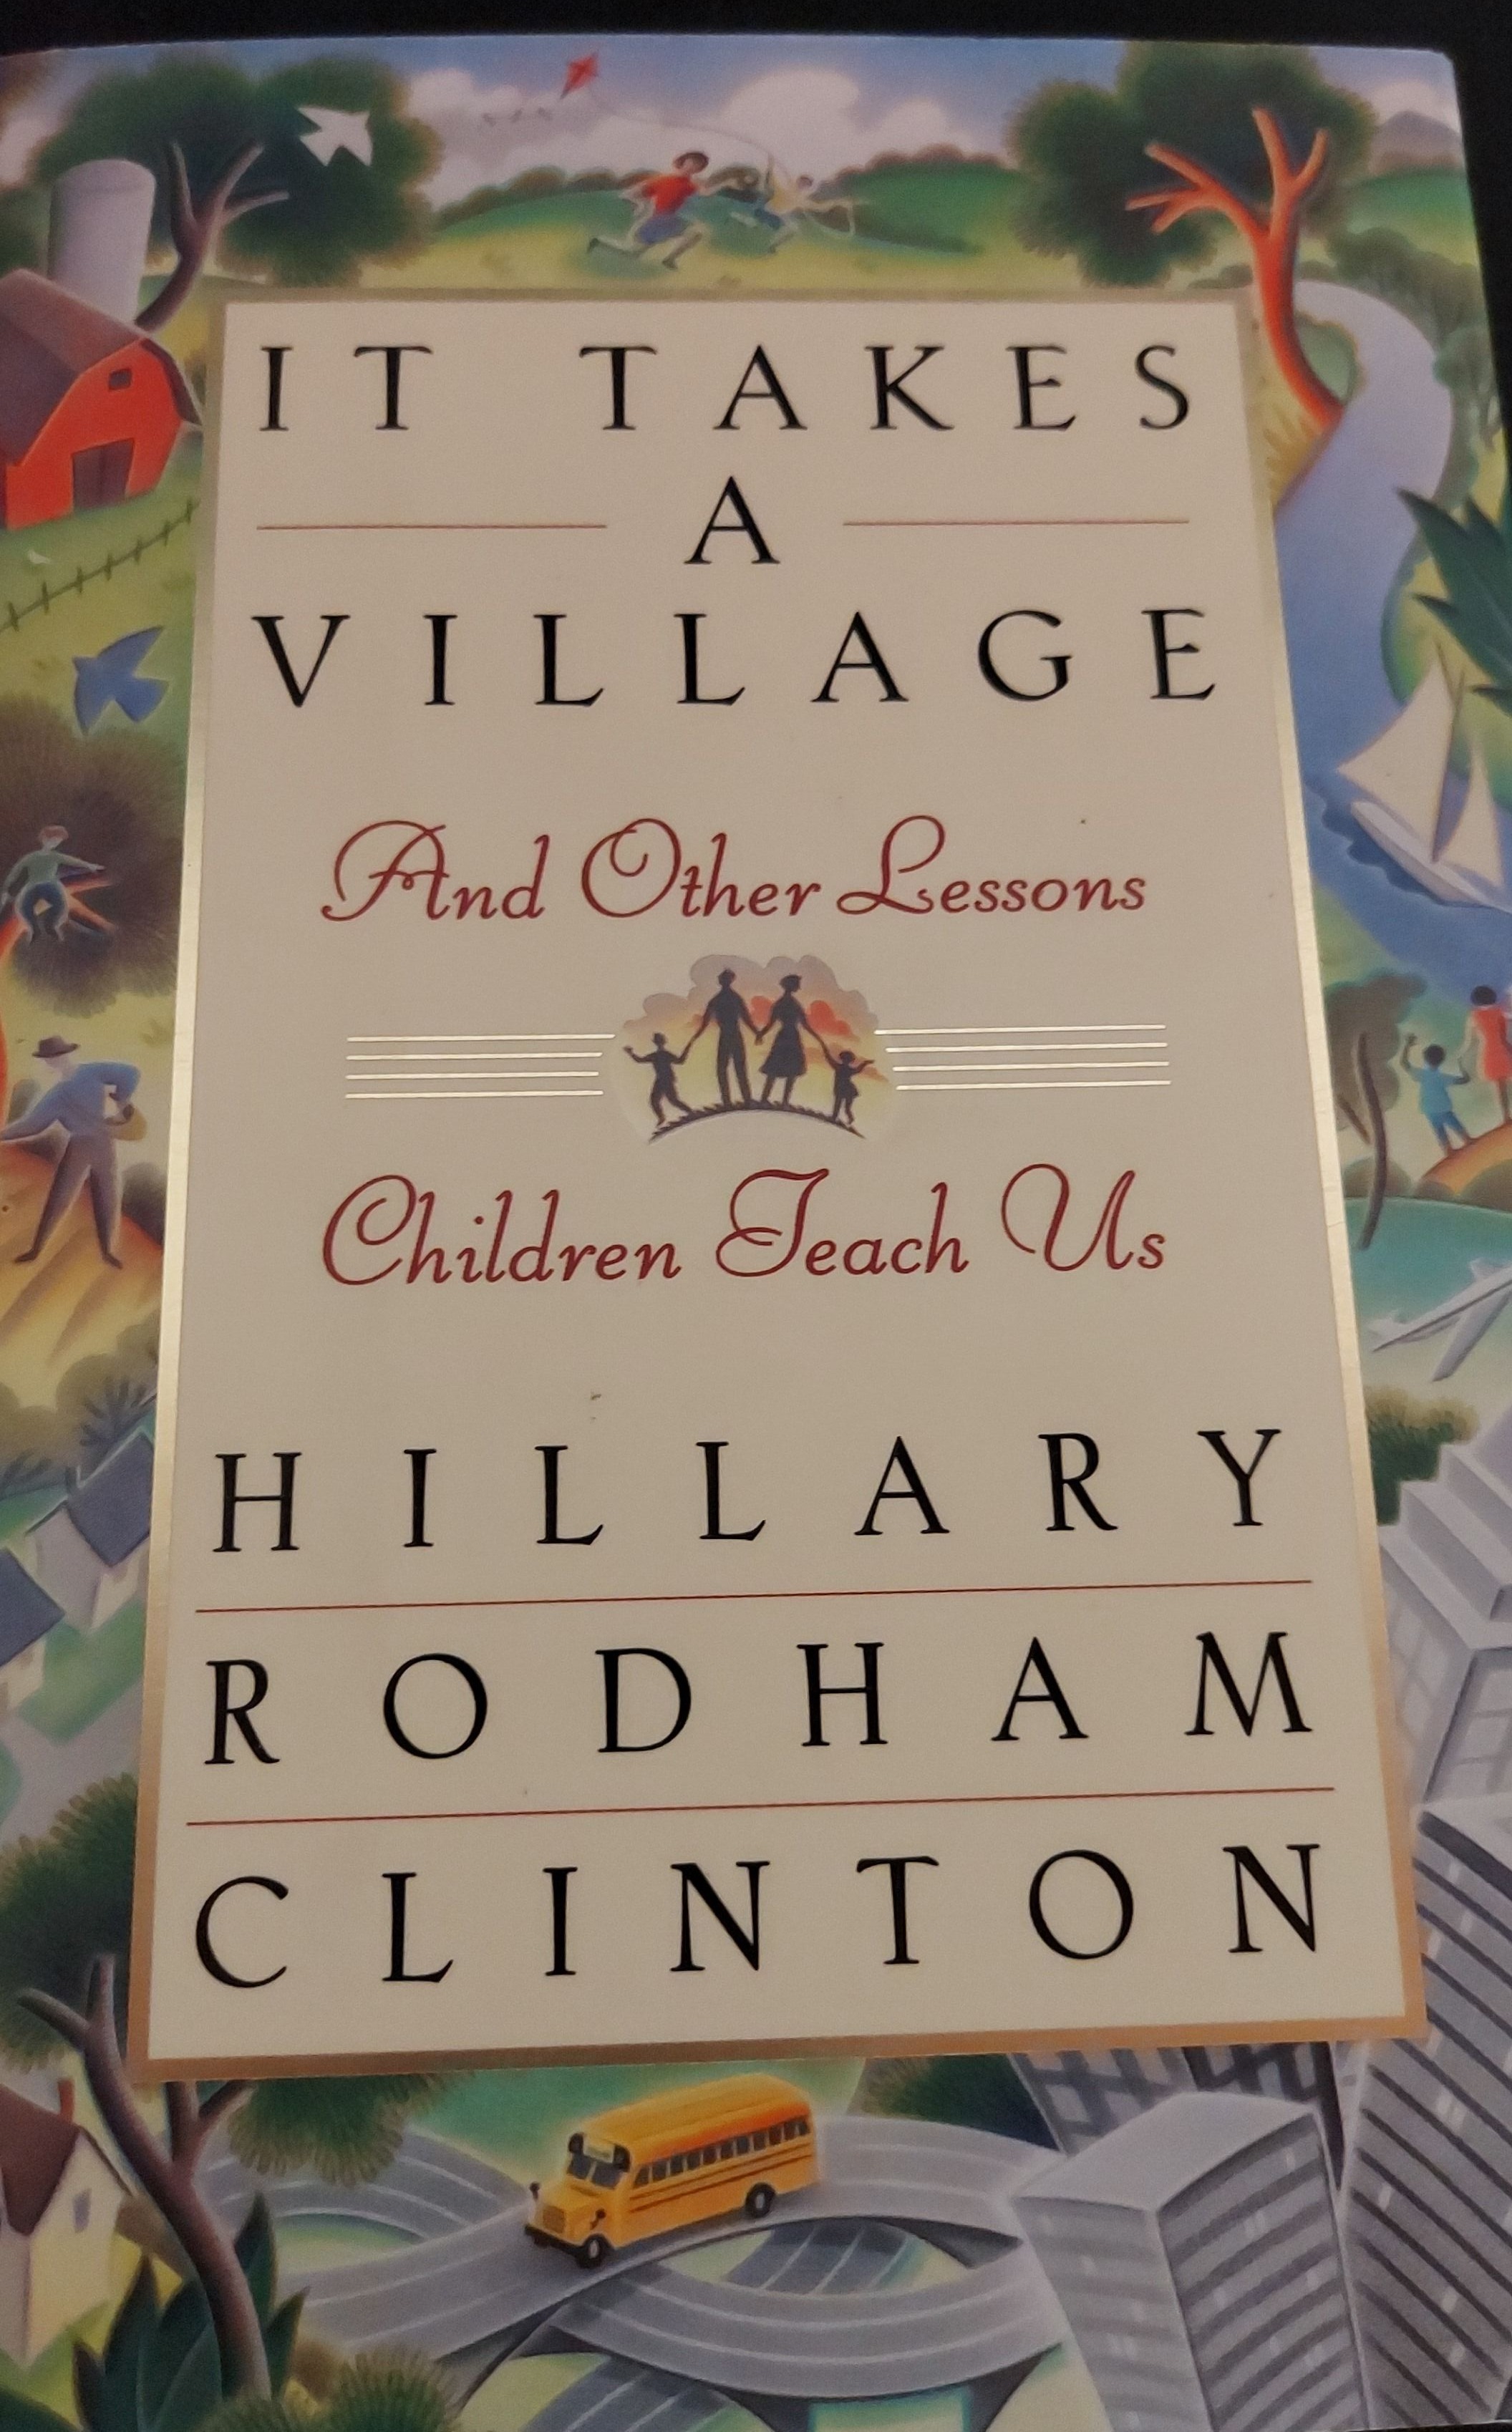 IT TAKES
A
VILLAGE
And Other Lessons
Children Teach Us
HILLARY
RODHAM
CLINTON